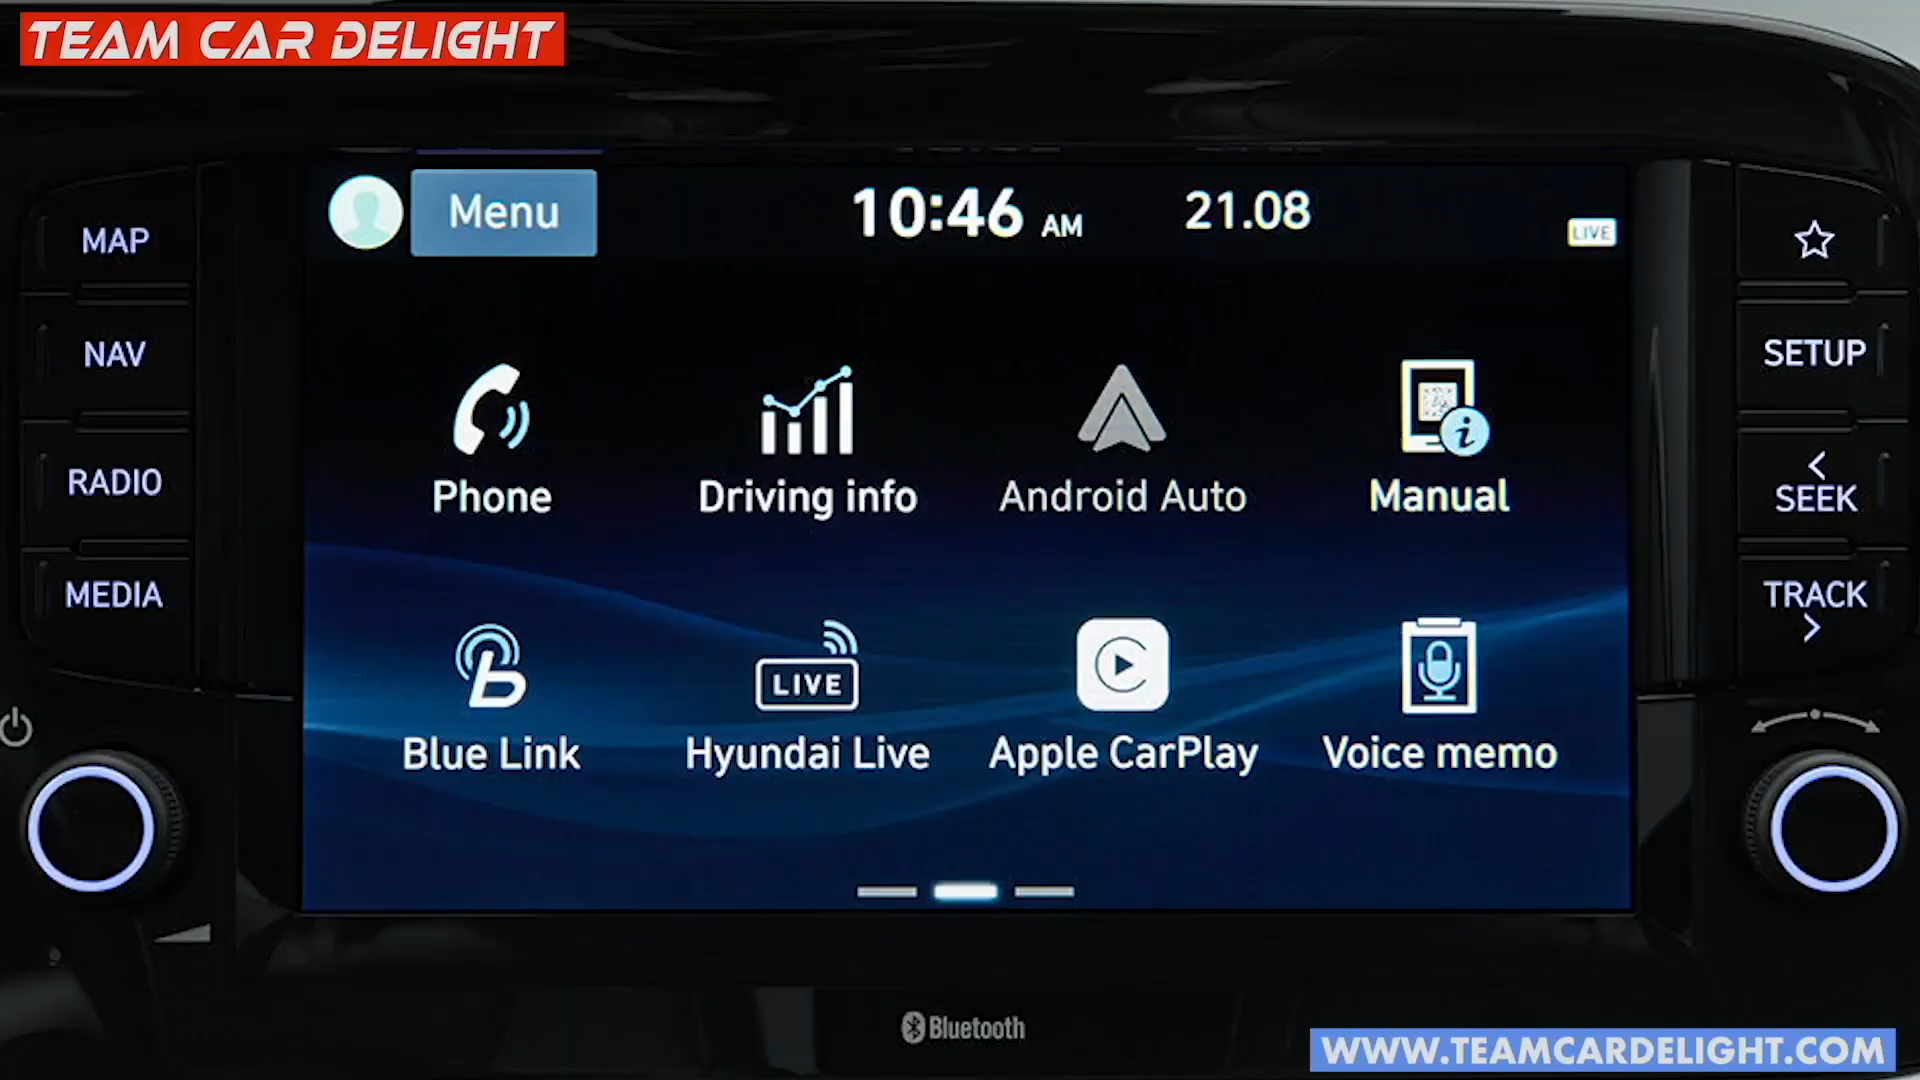 TEAM CAR DELIGHT
Menu
10:46 AM
21.08
LIVE
MAP
NAV
RADIO
MEDIA
SETUP
< SEEK
TRACK >
Phone
Driving info
Android Auto
Manual
Blue Link
LIVE
Hyundai Live
Apple CarPlay
Voice memo
Bluetooth
WWW.TEAMCARDELIGHT.COM